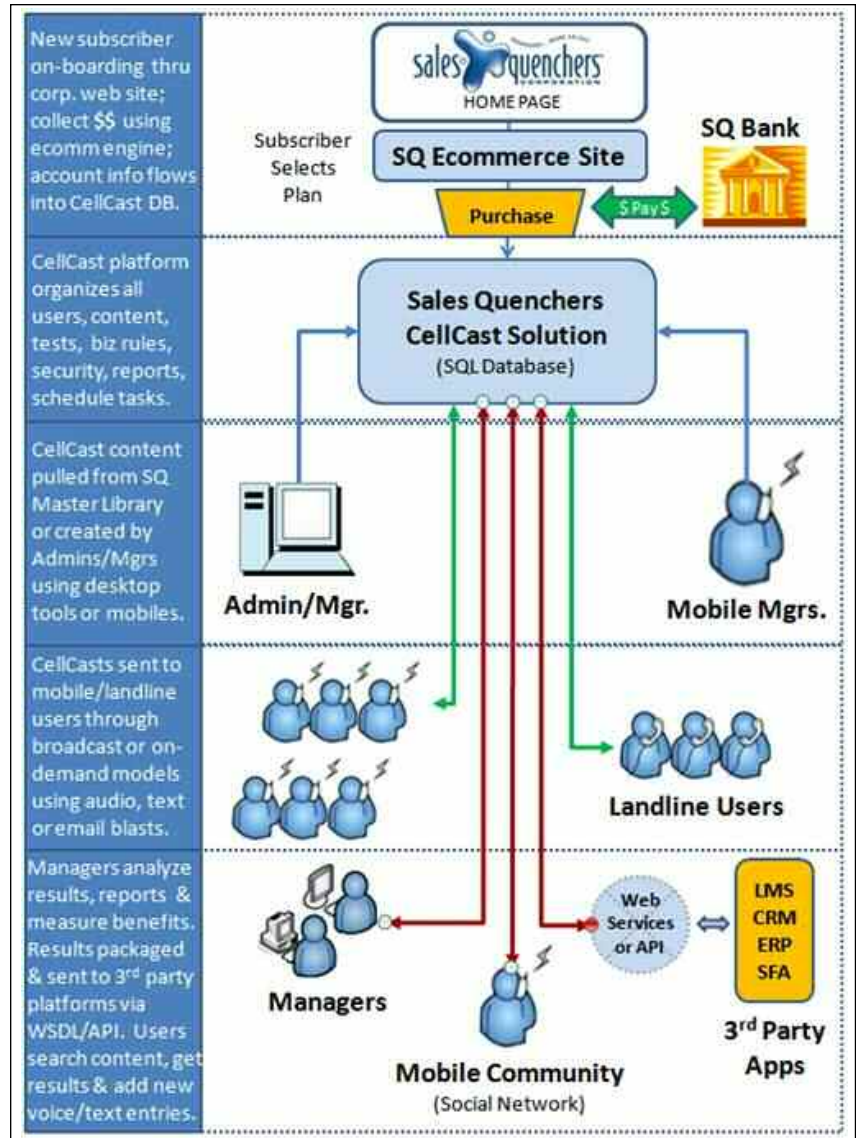 New subscriber
on-boarding thru
corp. web site;
collect $$ using
ecomm engine;
account info flows
into CellCast DB.
sales quenchers
CORPORATION
HOME PAGE
Subscriber
Selects
Plan
SQ Ecommerce Site
SQ Bank
Purchase
$ Pay $
CellCast platform
organizes all
users, content,
tests, biz rules,
security, reports,
schedule tasks.
Sales Quenchers
CellCast Solution
(SQL Database)
CellCast content
pulled from SQ
Master Library
or created by
Admins/Mgrs
using desktop
tools or mobiles.
Admin/Mgr.
Mobile Mgrs.
CellCasts sent to
mobile/landline
users through
broadcast or on-
demand models
using audio, text
or email blasts.
Landline Users
Managers analyze
results, reports &
measure benefits.
Results packaged
& sent to 3rd party
platforms via
WSDL/API. Users
search content, get
results & add new
voice/text entries.
Managers
Mobile Community
(Social Network)
Web
Services
or API
LMS
CRM
ERP
SFA
3rd Party
Apps